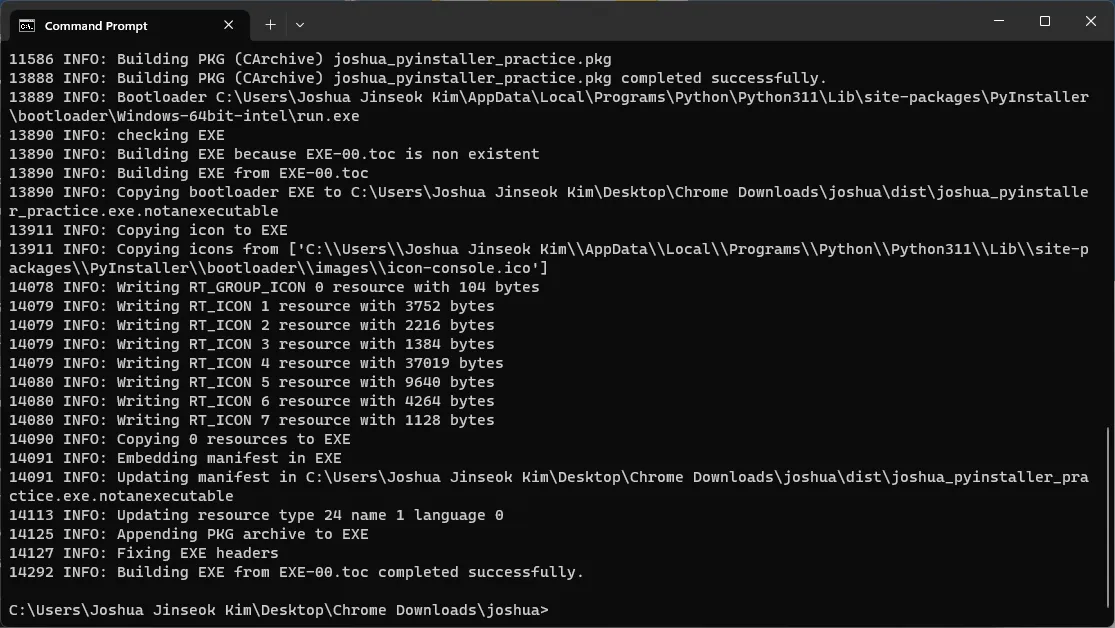 Command Prompt
11586 INFO: Building PKG (CArchive) joshua_pyinstaller_practice.pkg
13888 INFO: Building PKG (CArchive) joshua_pyinstaller_practice.pkg completed successfully.
13889 INFO: Bootloader C:\Users\Joshua Jinseok Kim\AppData\Local\Programs\Python\Python311\Lib\site-packages\PyInstaller
\bootloader\Windows-64bit-intel\run.exe
13890 INFO: checking EXE
13890 INFO: Building EXE because EXE-00.toc is non existent
13890 INFO: Building EXE from EXE-00.toc
13890 INFO: Copying bootloader EXE to C:\Users\Joshua Jinseok Kim\Desktop\Chrome Downloads\joshua\dist\joshua_pyinstalle
r_practice.exe.notanexecutable
13911 INFO: Copying icon to EXE
13911 INFO: Copying icons from ['C:\\Users\\Joshua Jinseok Kim\\AppData\\Local\\Programs\\Python\\Python311\\Lib\\site-p
ackages\\PyInstaller\\bootloader\\images\\icon-console.ico']
14078 INFO: Writing RT_GROUP_ICON 0 resource with 104 bytes
14079 INFO: Writing RT_ICON 1 resource with 3752 bytes
14079 INFO: Writing RT_ICON 2 resource with 2216 bytes
14079 INFO: Writing RT_ICON 3 resource with 1384 bytes
14079 INFO: Writing RT_ICON 4 resource with 37019 bytes
14080 INFO: Writing RT_ICON 5 resource with 9640 bytes
14080 INFO: Writing RT_ICON 6 resource with 4264 bytes
14080 INFO: Writing RT_ICON 7 resource with 1128 bytes
14090 INFO: Copying 0 resources to EXE
14091 INFO: Embedding manifest in EXE
14091 INFO: Updating manifest in C:\Users\Joshua Jinseok Kim\Desktop\Chrome Downloads\joshua\dist\joshua_pyinstaller_pra
ctice.exe.notanexecutable
14113 INFO: Updating resource type 24 name 1 language 0
14125 INFO: Appending PKG archive to EXE
14127 INFO: Fixing EXE headers
14292 INFO: Building EXE from EXE-00.toc completed successfully.
C:\Users\Joshua Jinseok Kim\Desktop\Chrome Downloads\joshua>